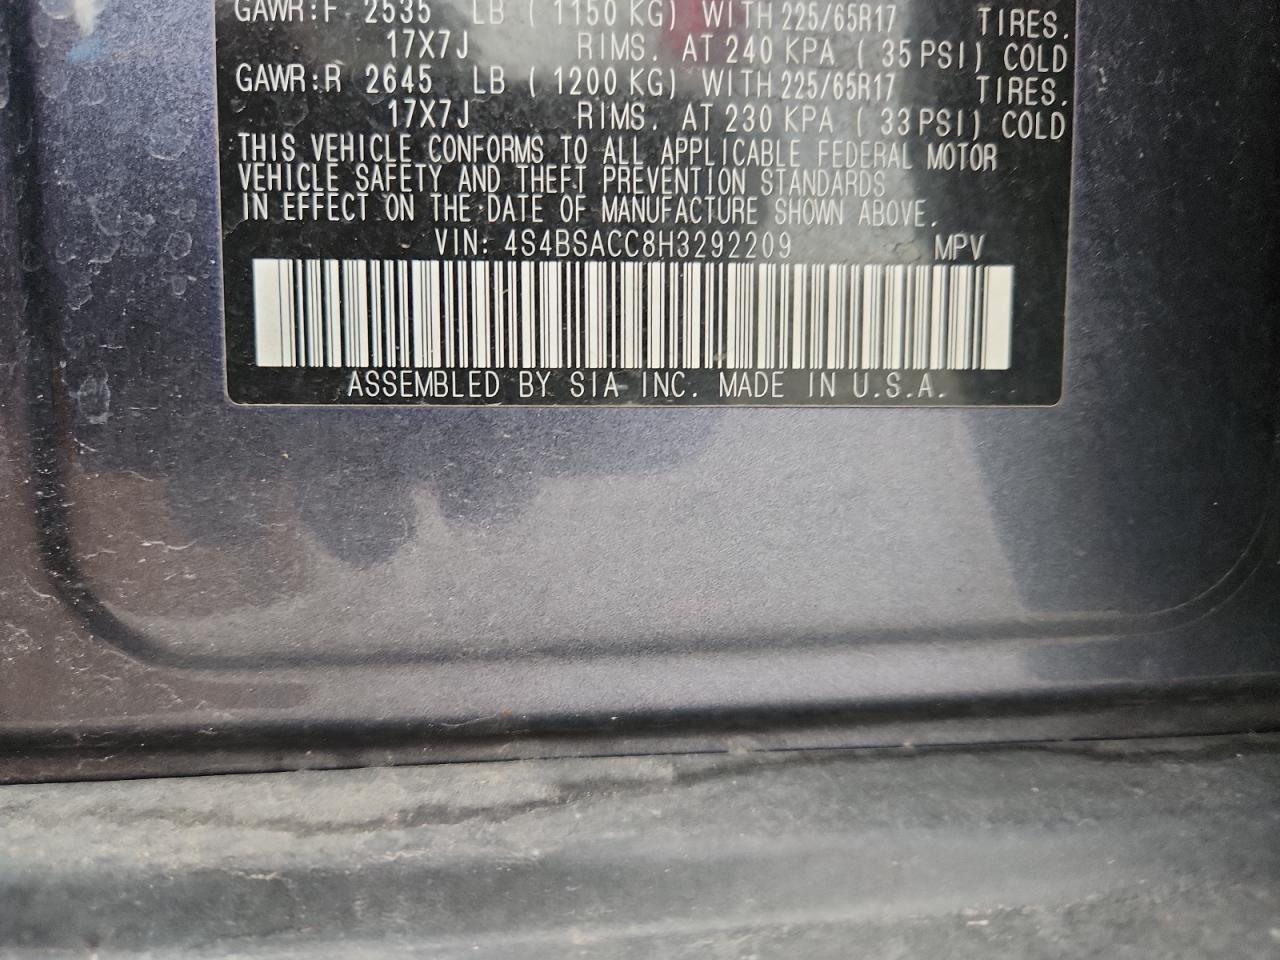 GAWR:F 2535 LB ( 1150 KG) WITH 225/65R17 TIRES.
17X7J RIMS. AT 240 KPA ( 35 PSI) COLD
GAWR:R 2645 LB ( 1200 KG) WITH 225/65R17 TIRES.
17X7J RIMS. AT 230 KPA ( 33 PSI) COLD
THIS VEHICLE CONFORMS TO ALL APPLICABLE FEDERAL MOTOR
VEHICLE SAFETY AND THEFT PREVENTION STANDARDS
IN EFFECT ON THE DATE OF MANUFACTURE SHOWN ABOVE.
VIN: 4S4BSACC8H3292209 MPV
ASSEMBLED BY SIA INC. MADE IN U.S.A.